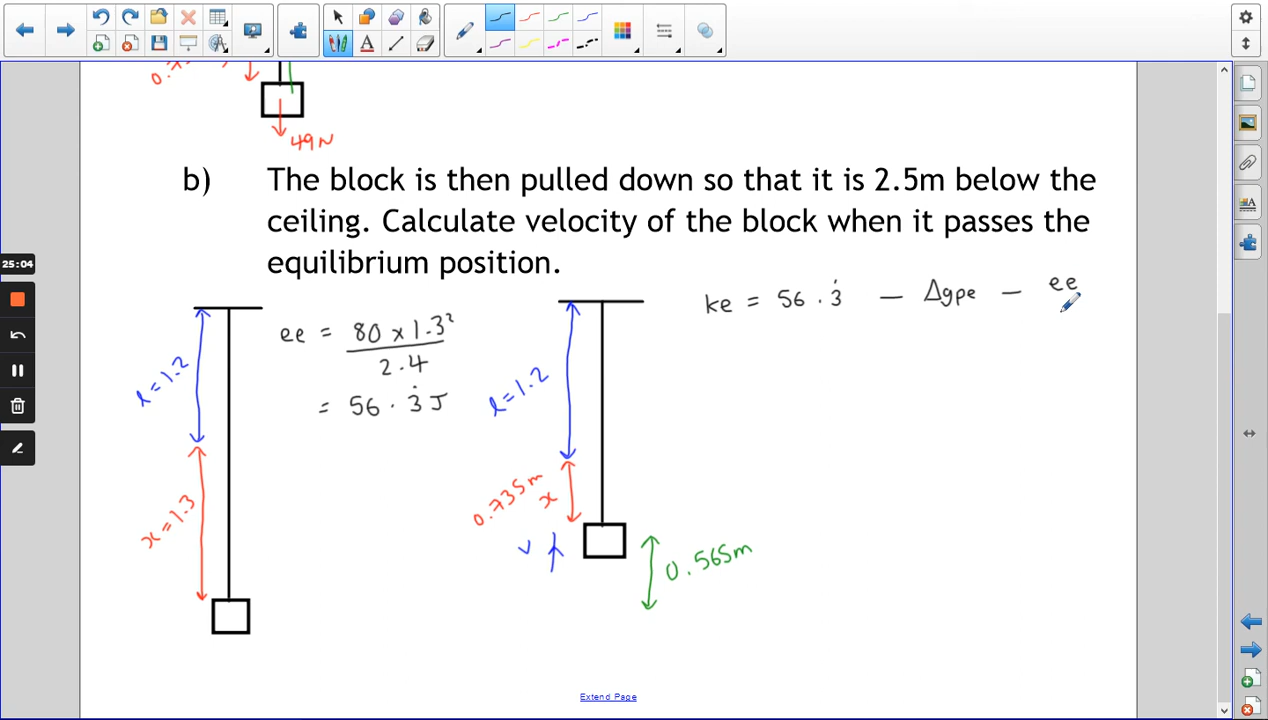 0.73
49N
b) The block is then pulled down so that it is 2.5m below the
ceiling. Calculate velocity of the block when it passes the
equilibrium position.
25:04
ke = 56.3̇ — Δgpe — ee
ee = 80 x 1.3²
2.4
= 56.3̇ J
l=1.2
x=1.3
l=1.2
0.735m
x
v
0.565m
Extend Page